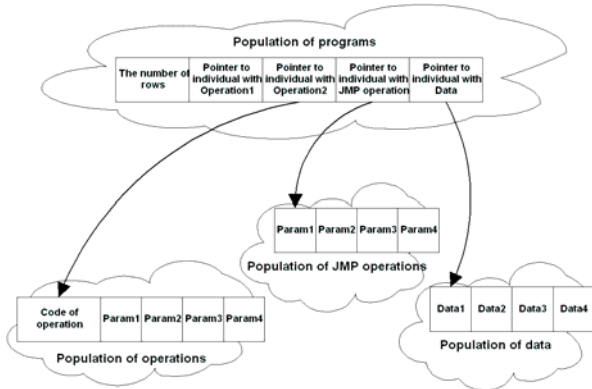 Population of programs
The number of rows
Pointer to individual with Operation1
Pointer to individual with Operation2
Pointer to individual with JMP operation
Pointer to individual with Data
Param1 Param2 Param3 Param4
Population of JMP operations
Code of operation
Param1 Param2 Param3 Param4
Population of operations
Data1 Data2 Data3 Data4
Population of data